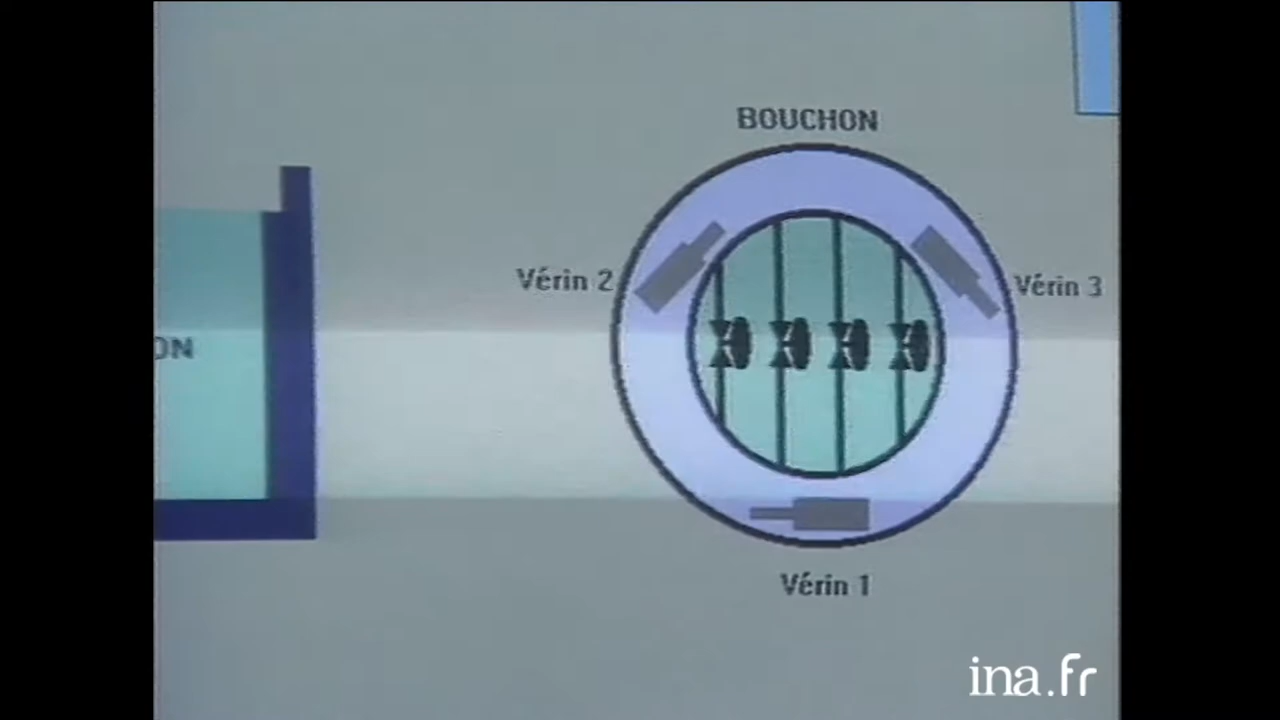 BOUCHON
Vérin 2
Vérin 3
ON
Vérin 1
ina.fr